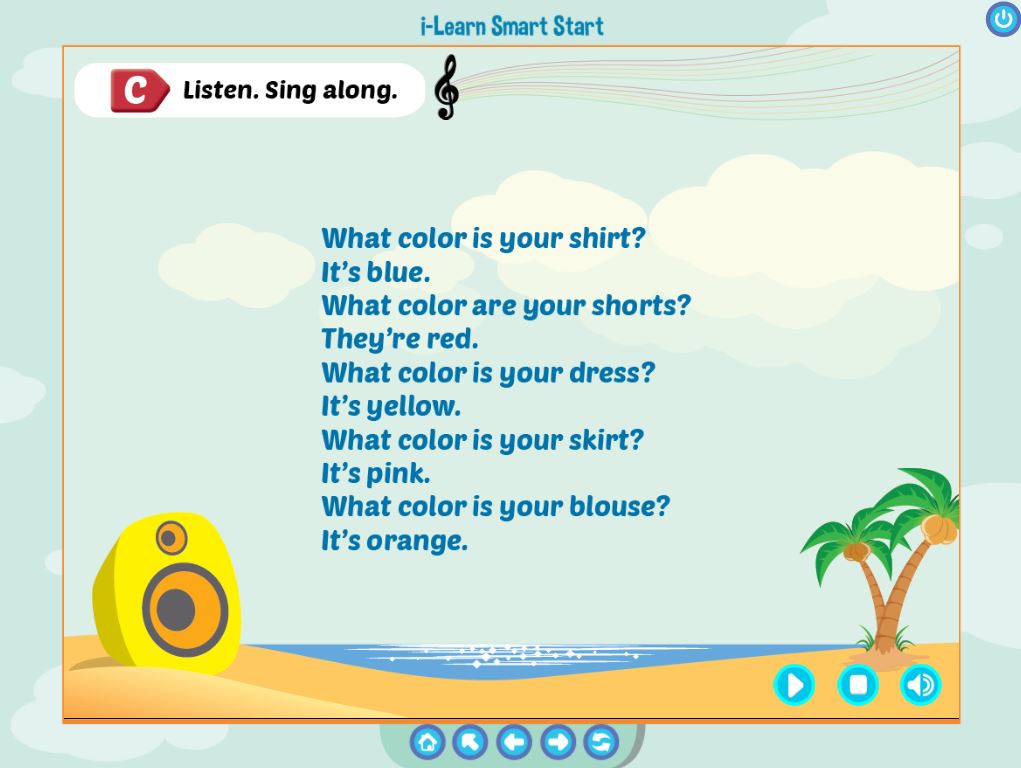 i-Learn Smart Start
C Listen. Sing along.
What color is your shirt?
It's blue.
What color are your shorts?
They're red.
What color is your dress?
It's yellow.
What color is your skirt?
It's pink.
What color is your blouse?
It's orange.